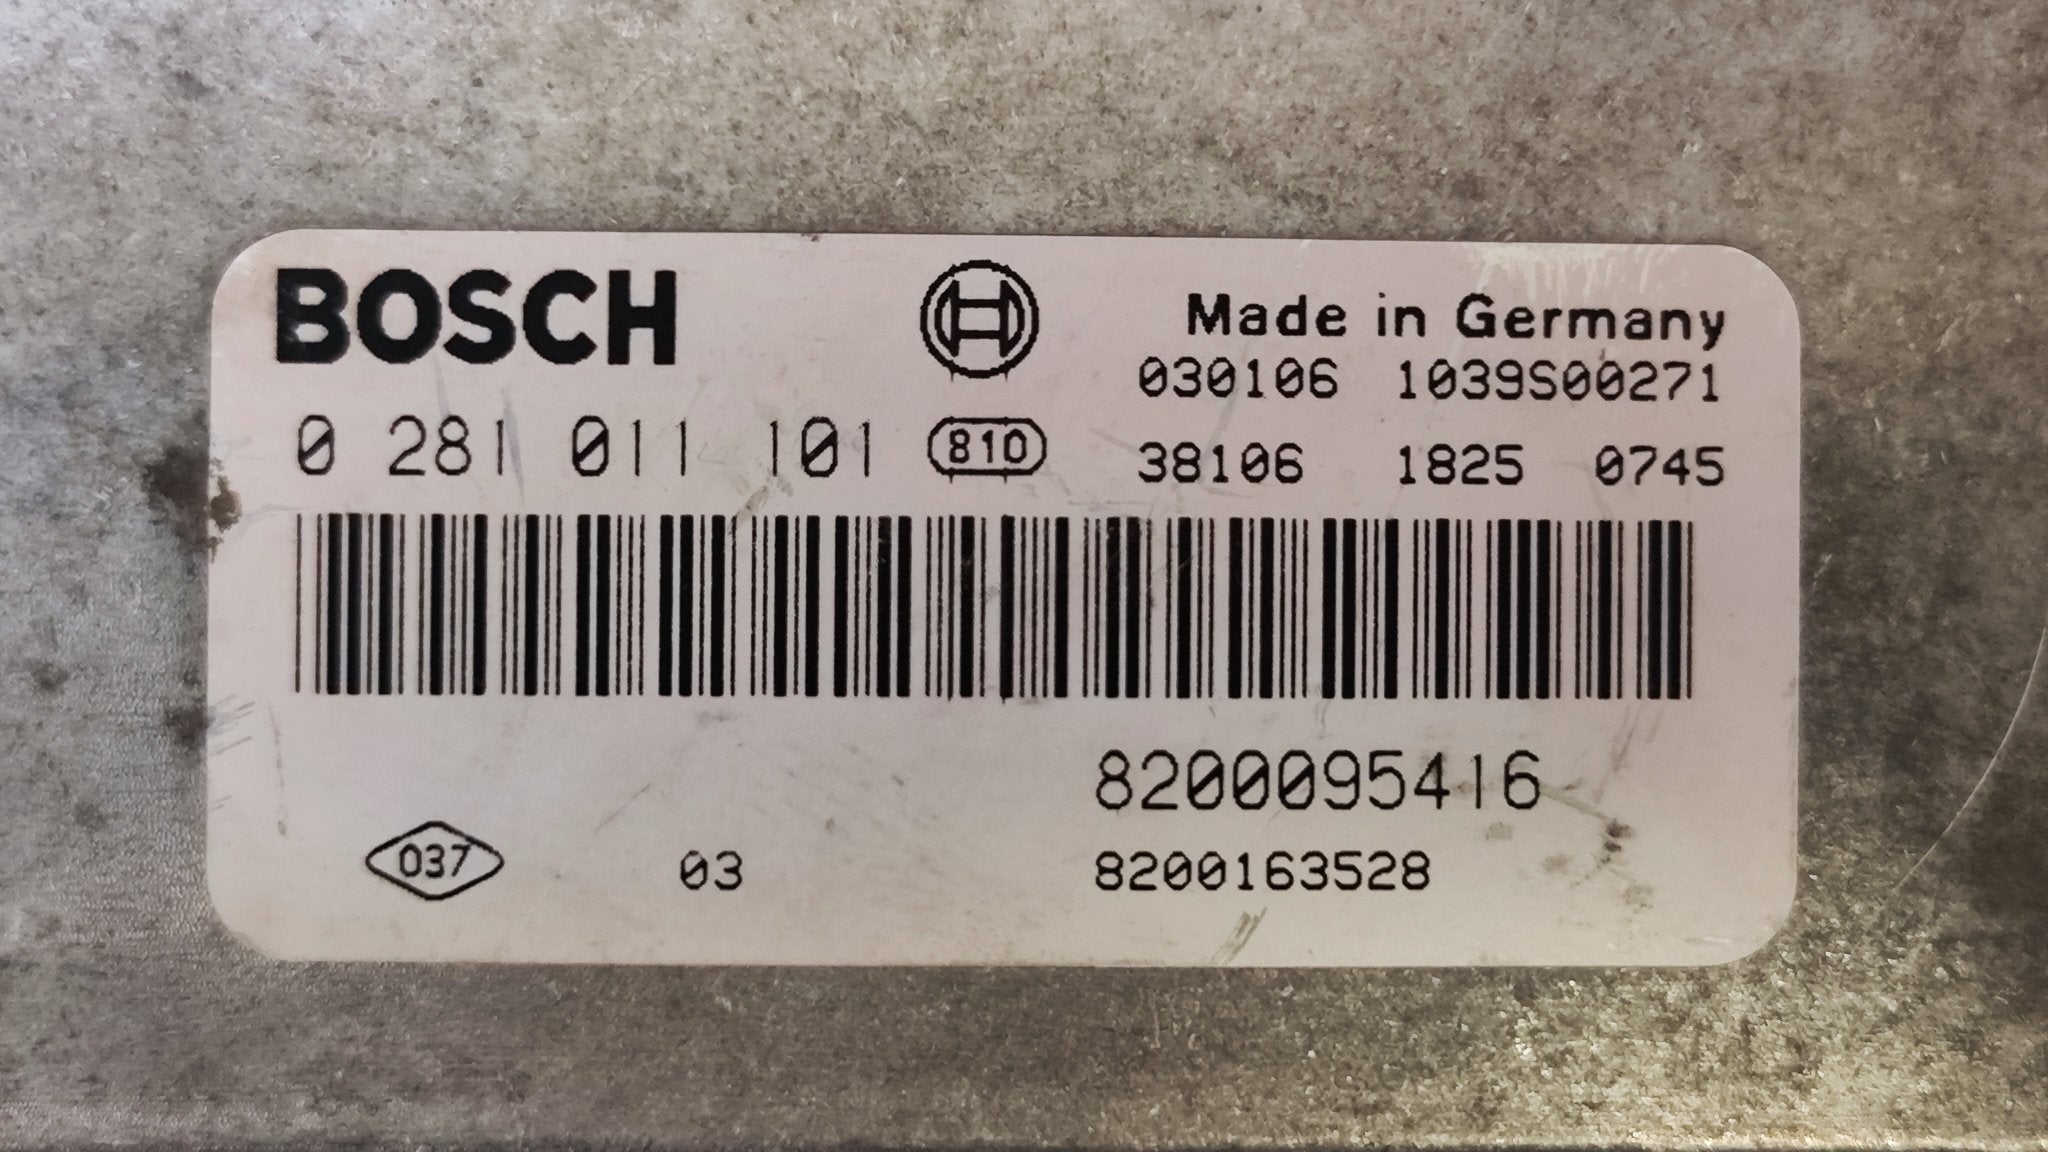 BOSCH Made in Germany
030106 1039S00271
0 281 011 101 810 38106 1825 0745
8200095416
037 03 8200163528